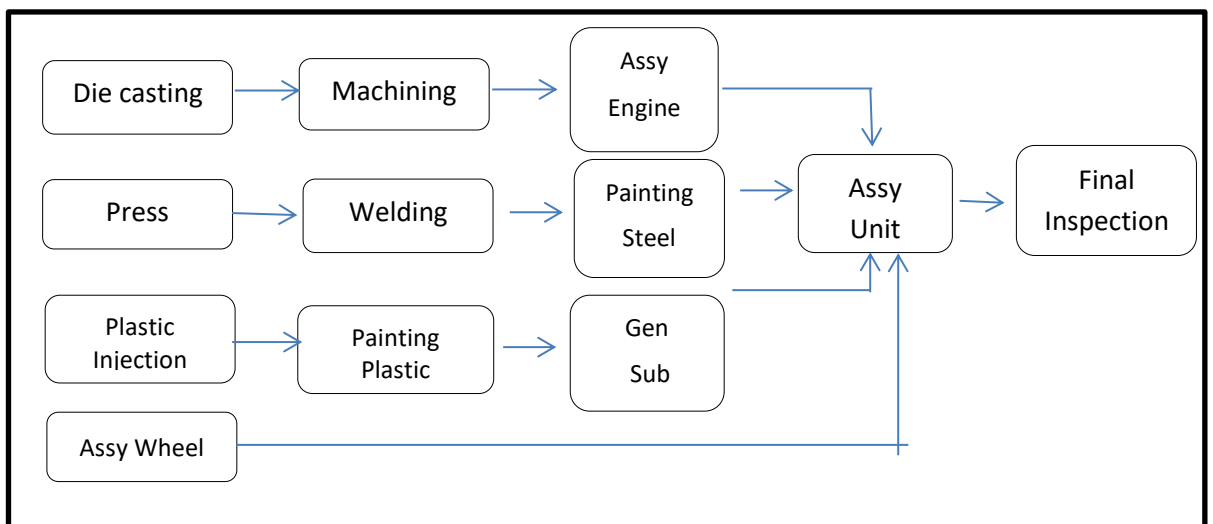 Die casting
Machining
Assy
Engine
Press
Welding
Painting
Steel
Assy
Unit
Final
Inspection
Plastic
Injection
Painting
Plastic
Gen
Sub
Assy Wheel